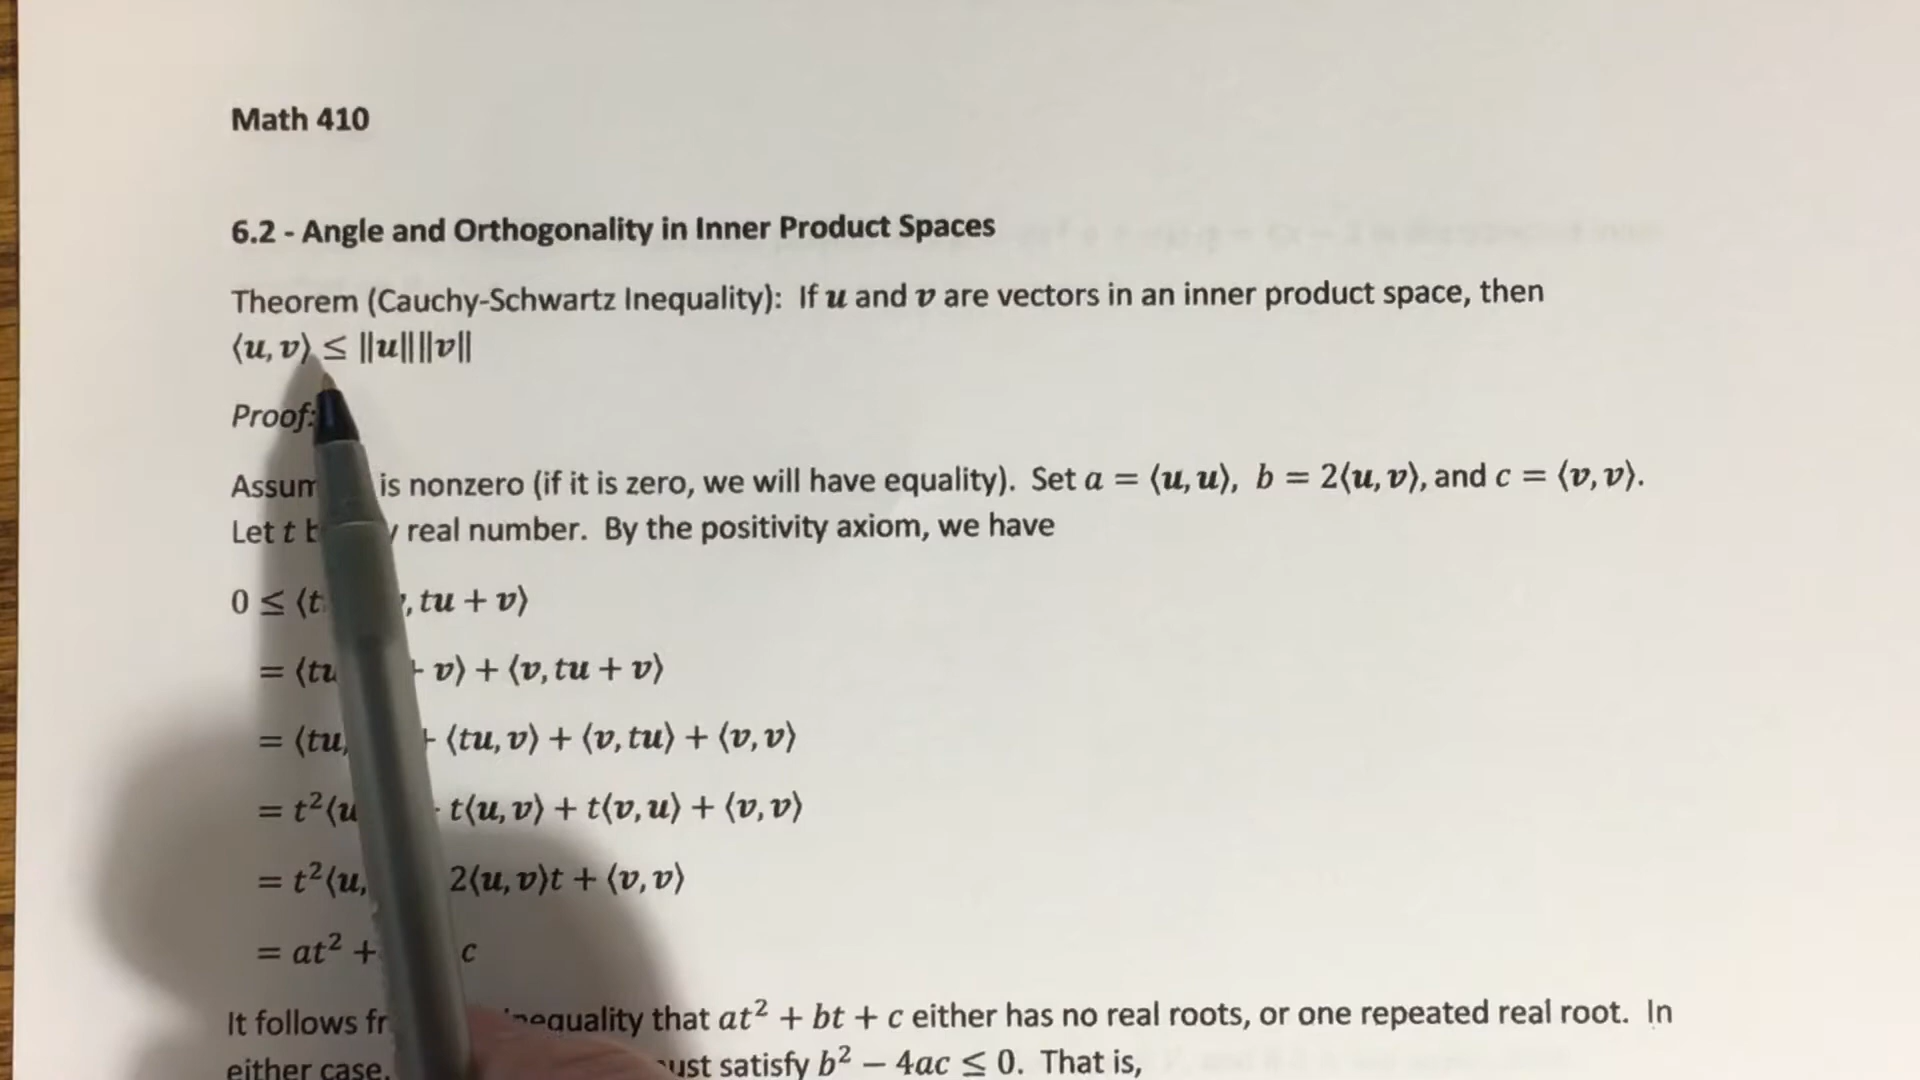 Math 410
6.2 - Angle and Orthogonality in Inner Product Spaces
Theorem (Cauchy-Schwartz Inequality): If u and v are vectors in an inner product space, then
⟨u, v⟩ ≤ ||u||||v||
Proof:
is nonzero (if it is zero, we will have equality). Set a = ⟨u, u⟩, b = 2⟨u, v⟩, and c = ⟨v, v⟩.
Let t real number. By the positivity axiom, we have
0 ≤ ⟨t , tu + v⟩
= ⟨tu + v⟩ + ⟨v, tu + v⟩
= ⟨tu, + ⟨tu, v⟩ + ⟨v, tu⟩ + ⟨v, v⟩
= t²⟨u t⟨u, v⟩ + t⟨v, u⟩ + ⟨v, v⟩
= t²⟨u, 2⟨u, v⟩t + ⟨v, v⟩
= at² + c
It follows inequality that at² + bt + c either has no real roots, or one repeated real root. In
either case, must satisfy b² − 4ac ≤ 0. That is,